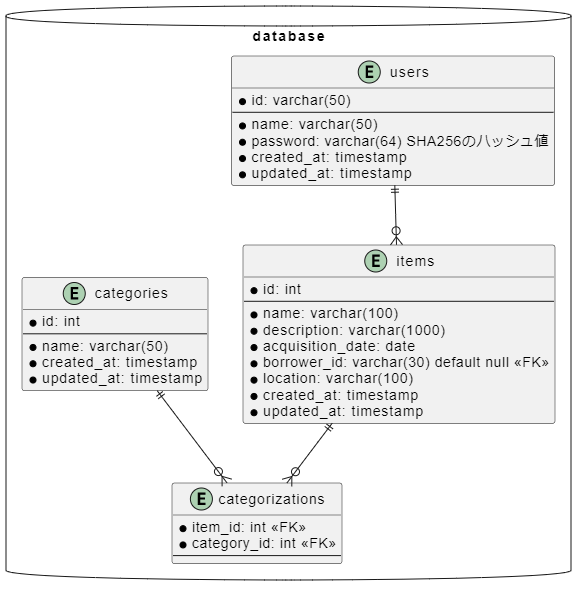 database
E users
id: varchar(50)
name: varchar(50)
password: varchar(64) SHA256のハッシュ値
created_at: timestamp
updated_at: timestamp
E items
id: int
name: varchar(100)
description: varchar(1000)
acquisition_date: date
borrower_id: varchar(30) default null «FK»
location: varchar(100)
created_at: timestamp
updated_at: timestamp
E categories
id: int
name: varchar(50)
created_at: timestamp
updated_at: timestamp
E categorizations
item_id: int «FK»
category_id: int «FK»